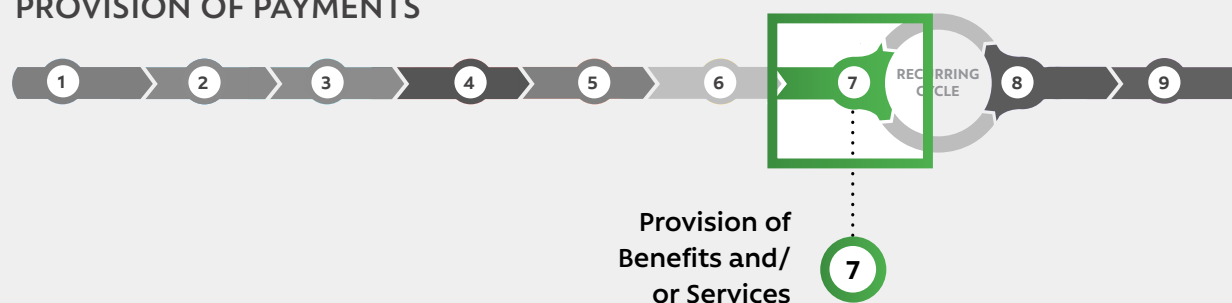 PROVISION OF PAYMENTS
1 2 3 4 5 6 7 RECURRING CYCLE 8 9
Provision of
Benefits and/
or Services
7